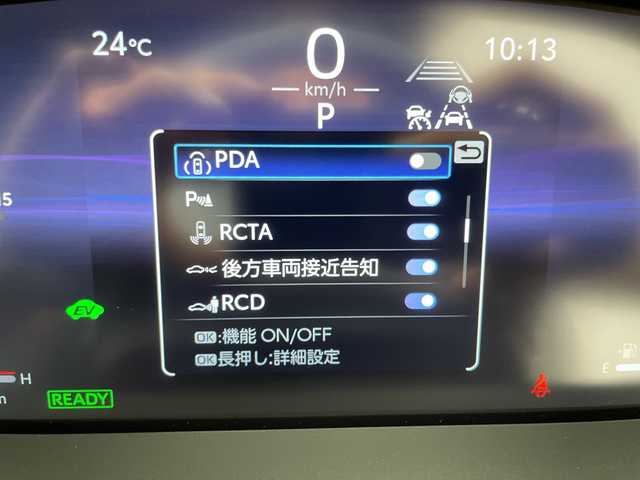 24℃
0
10:13
km/h
P
PDA
P
RCTA
後方車両接近告知
RCD
OK:機能 ON/OFF
OK長押し:詳細設定
EV
H
E
READY